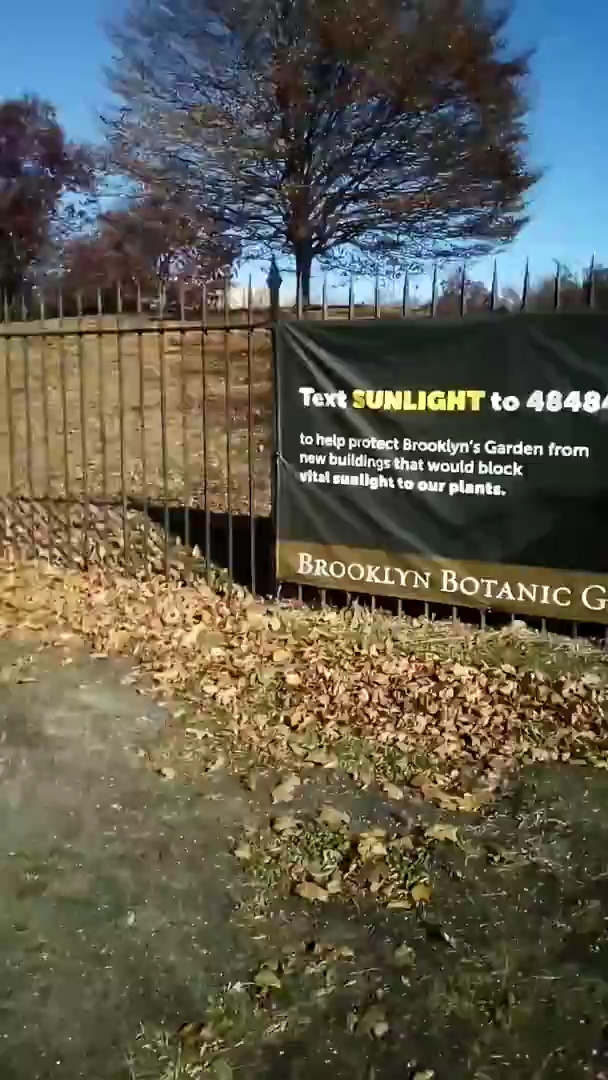 Text SUNLIGHT to 48484
to help protect Brooklyn's Garden from
new buildings that would block
vital sunlight to our plants.
BROOKLYN BOTANIC G